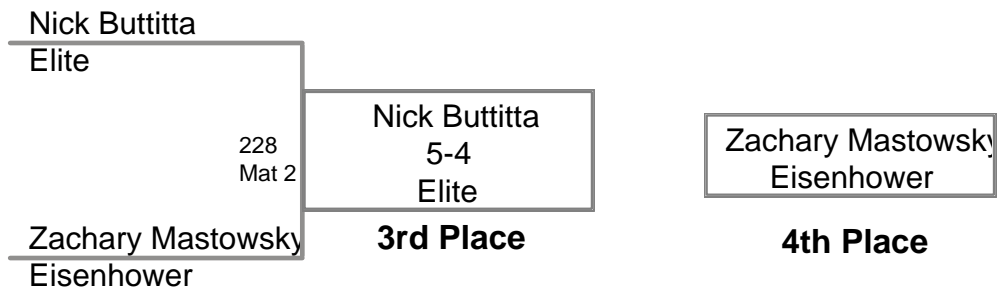 Nick Buttitta
Elite
228
Mat 2
Nick Buttitta
5-4
Elite
3rd Place
Zachary Mastowsky
Eisenhower
Zachary Mastowsky
Eisenhower
4th Place